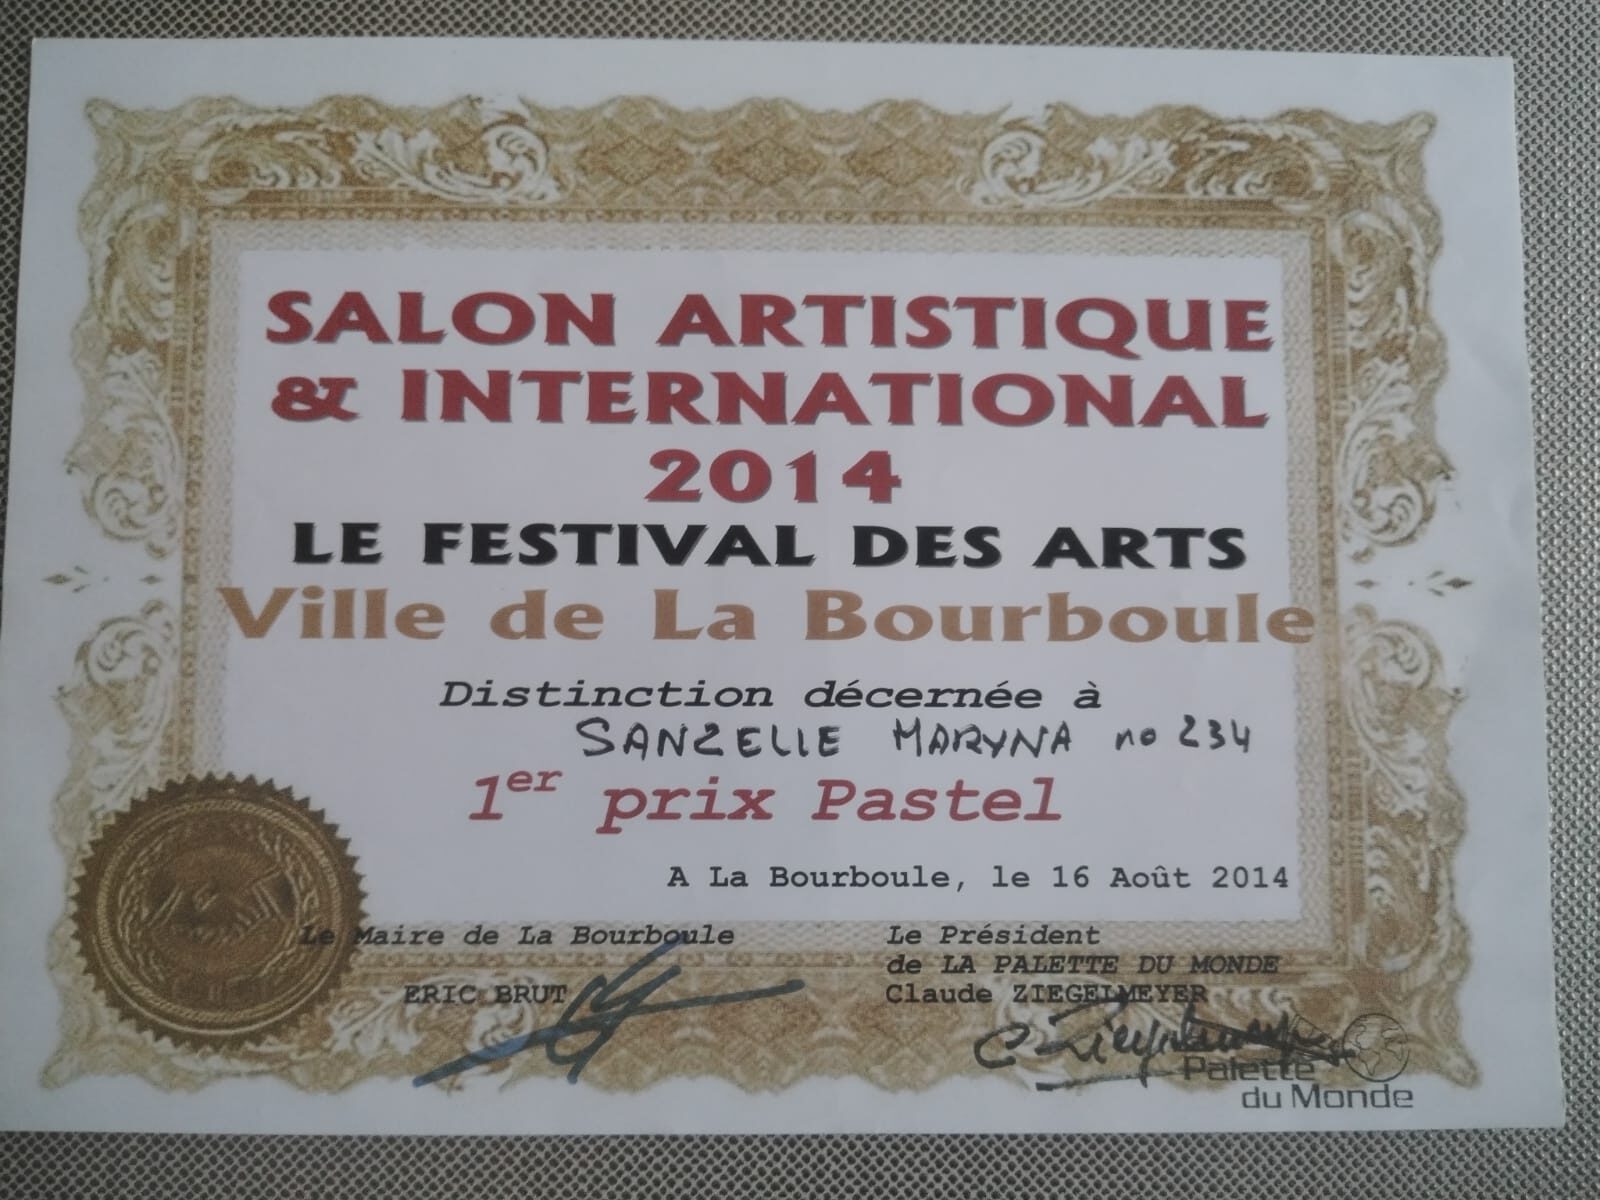 SALON ARTISTIQUE
& INTERNATIONAL
2014
LE FESTIVAL DES ARTS
Ville de La Bourboule
Distinction décernée à
SANZELLE MARYNA no 234
1er prix Pastel
A La Bourboule, le 16 Août 2014
Le Maire de La Bourboule
ERIC BRUT
Le Président
de LA PALETTE DU MONDE
Claude ZIEGELMEYER
C. Ziegelmeyer
Palette
du Monde